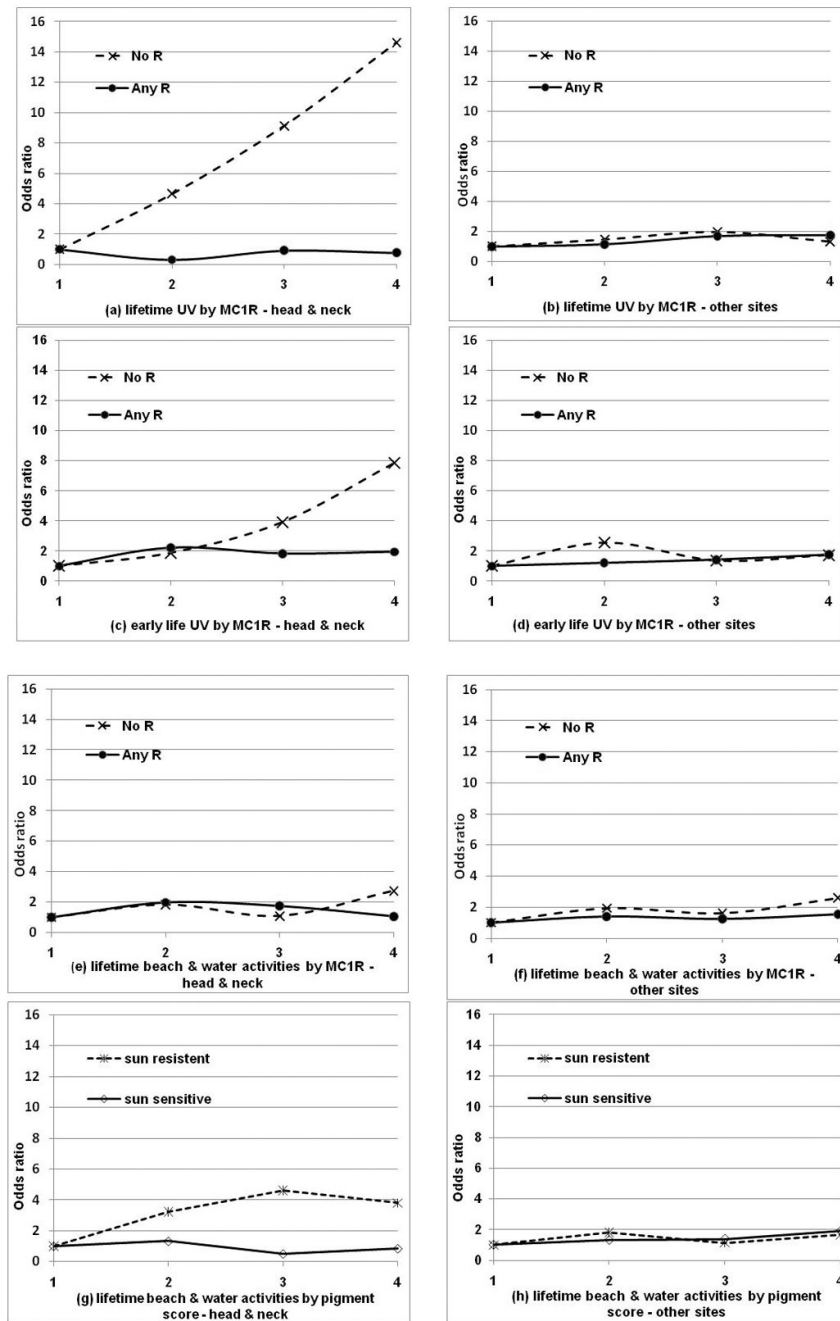 16
14
12
10
8
6
4
2
0
Odds ratio
No R
Any R
1 2 3 4
(a) lifetime UV by MC1R - head & neck
16
14
12
10
8
6
4
2
0
Odds ratio
No R
Any R
1 2 3 4
(b) lifetime UV by MC1R - other sites
16
14
12
10
8
6
4
2
0
Odds ratio
No R
Any R
1 2 3 4
(c) early life UV by MC1R - head & neck
16
14
12
10
8
6
4
2
0
Odds ratio
No R
Any R
1 2 3 4
(d) early life UV by MC1R - other sites
16
14
12
10
8
6
4
2
0
Odds ratio
No R
Any R
1 2 3 4
(e) lifetime beach & water activities by MC1R -
head & neck
16
14
12
10
8
6
4
2
0
Odds ratio
No R
Any R
1 2 3 4
(f) lifetime beach & water activities by MC1R -
other sites
16
14
12
10
8
6
4
2
0
Odds ratio
sun resistent
sun sensitive
1 2 3 4
(g) lifetime beach & water activities by pigment
score - head & neck
16
14
12
10
8
6
4
2
0
Odds ratio
sun resistent
sun sensitive
1 2 3 4
(h) lifetime beach & water activities by pigment
score - other sites